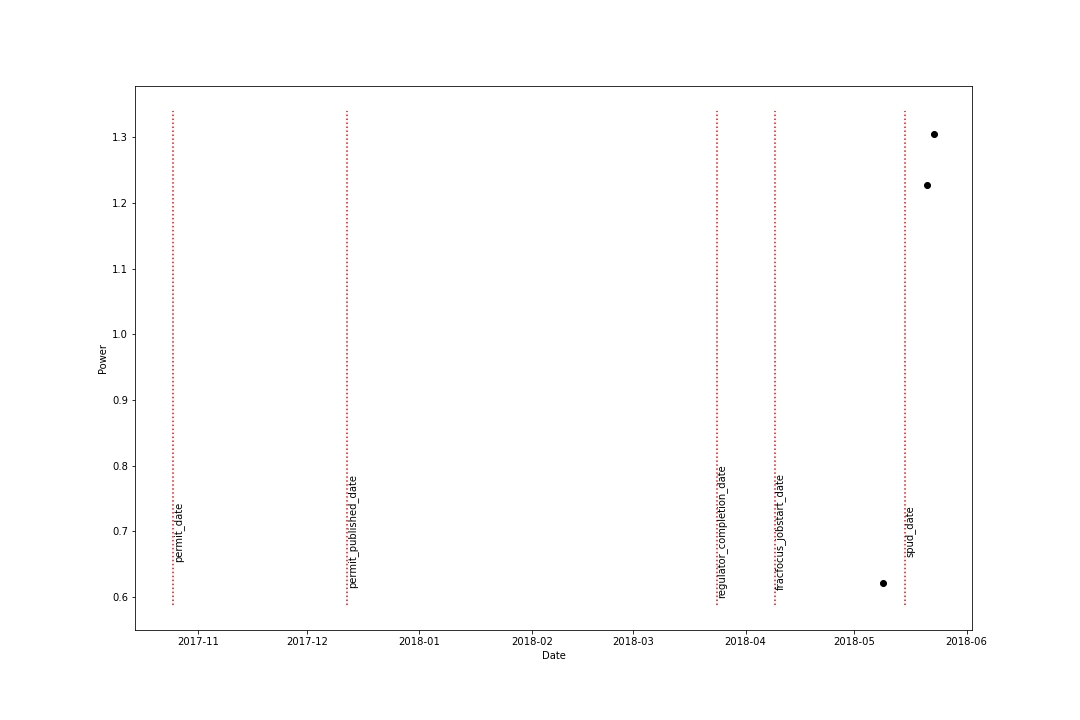 1.3
1.2
1.1
1.0
0.9
0.8
0.7
0.6
Power
permit_date
permit_published_date
regulator_completion_date
fracfocus_jobstart_date
spud_date
2017-11
2017-12
2018-01
2018-02
2018-03
2018-04
2018-05
2018-06
Date